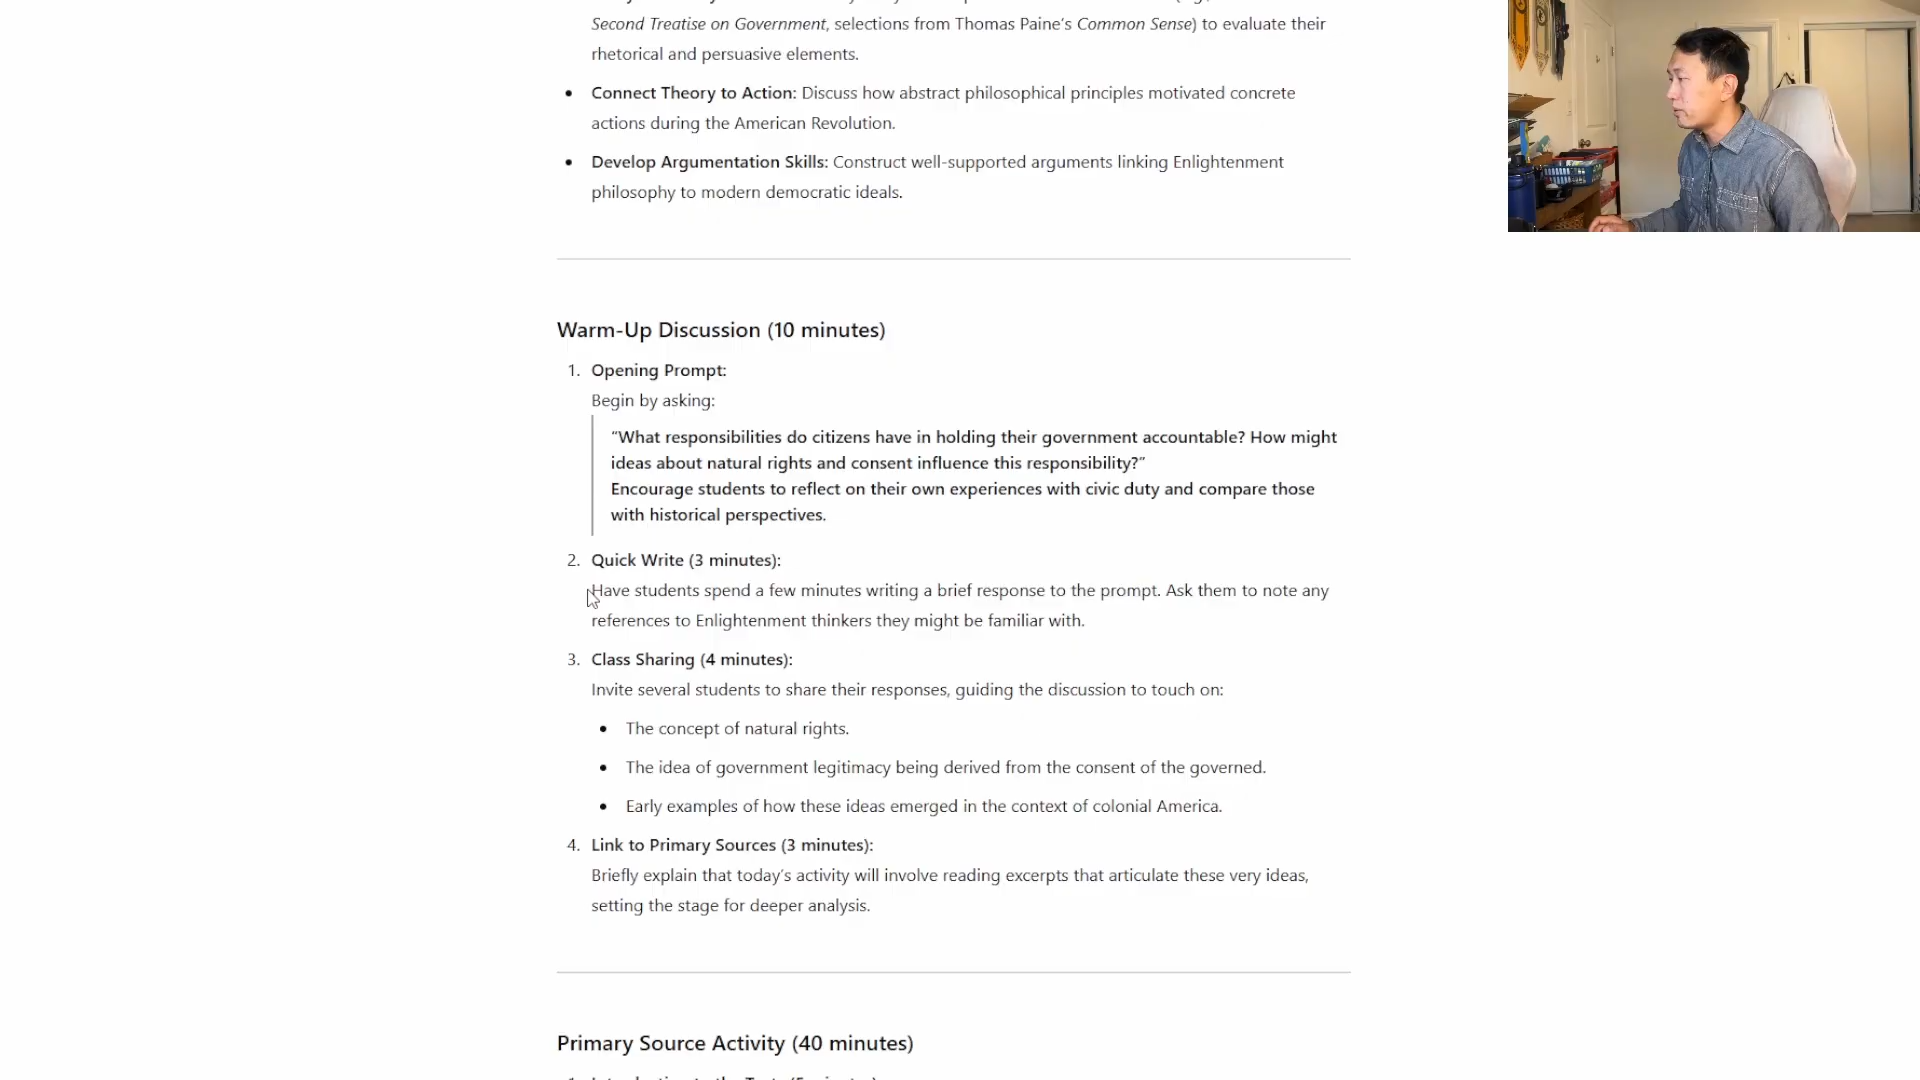 Second Treatise on Government, selections from Thomas Paine's Common Sense) to evaluate their
rhetorical and persuasive elements.
• Connect Theory to Action: Discuss how abstract philosophical principles motivated concrete
actions during the American Revolution.
• Develop Argumentation Skills: Construct well-supported arguments linking Enlightenment
philosophy to modern democratic ideals.
Warm-Up Discussion (10 minutes)
1. Opening Prompt:
Begin by asking:
“What responsibilities do citizens have in holding their government accountable? How might
ideas about natural rights and consent influence this responsibility?”
Encourage students to reflect on their own experiences with civic duty and compare those
with historical perspectives.
2. Quick Write (3 minutes):
Have students spend a few minutes writing a brief response to the prompt. Ask them to note any
references to Enlightenment thinkers they might be familiar with.
3. Class Sharing (4 minutes):
Invite several students to share their responses, guiding the discussion to touch on:
• The concept of natural rights.
• The idea of government legitimacy being derived from the consent of the governed.
• Early examples of how these ideas emerged in the context of colonial America.
4. Link to Primary Sources (3 minutes):
Briefly explain that today's activity will involve reading excerpts that articulate these very ideas,
setting the stage for deeper analysis.
Primary Source Activity (40 minutes)